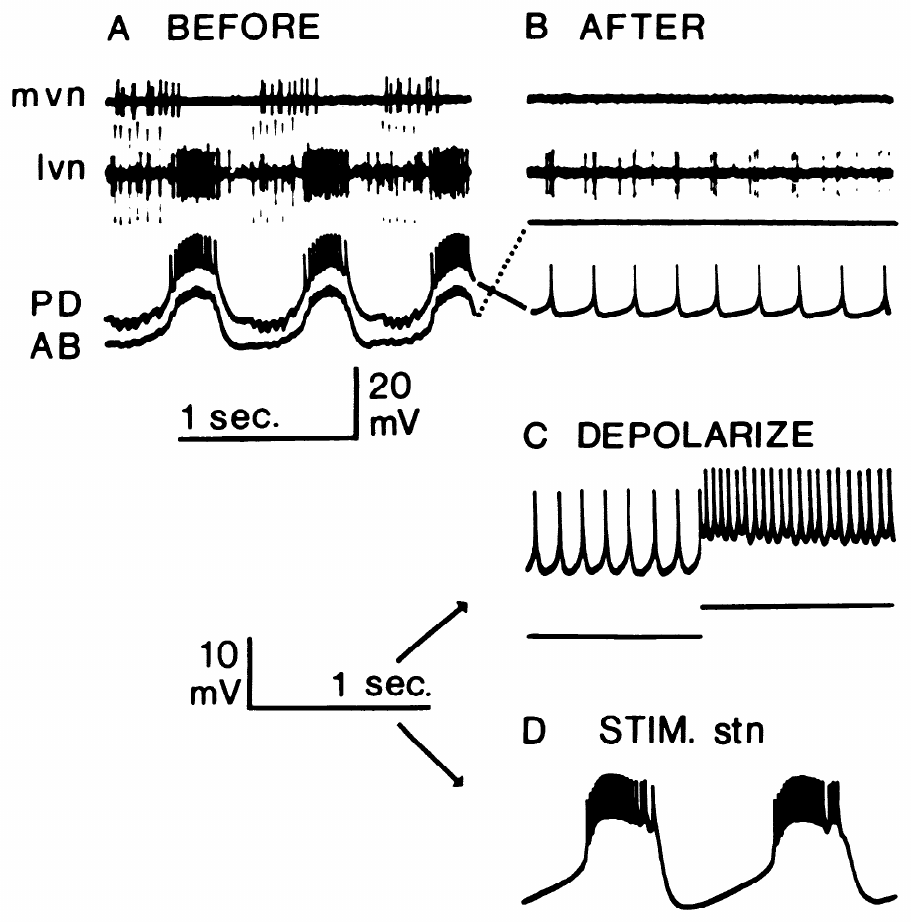 A BEFORE
B AFTER
mvn
lvn
PD
AB
1 sec.
20
mV
C DEPOLARIZE
10
mV
1 sec.
D STIM. stn